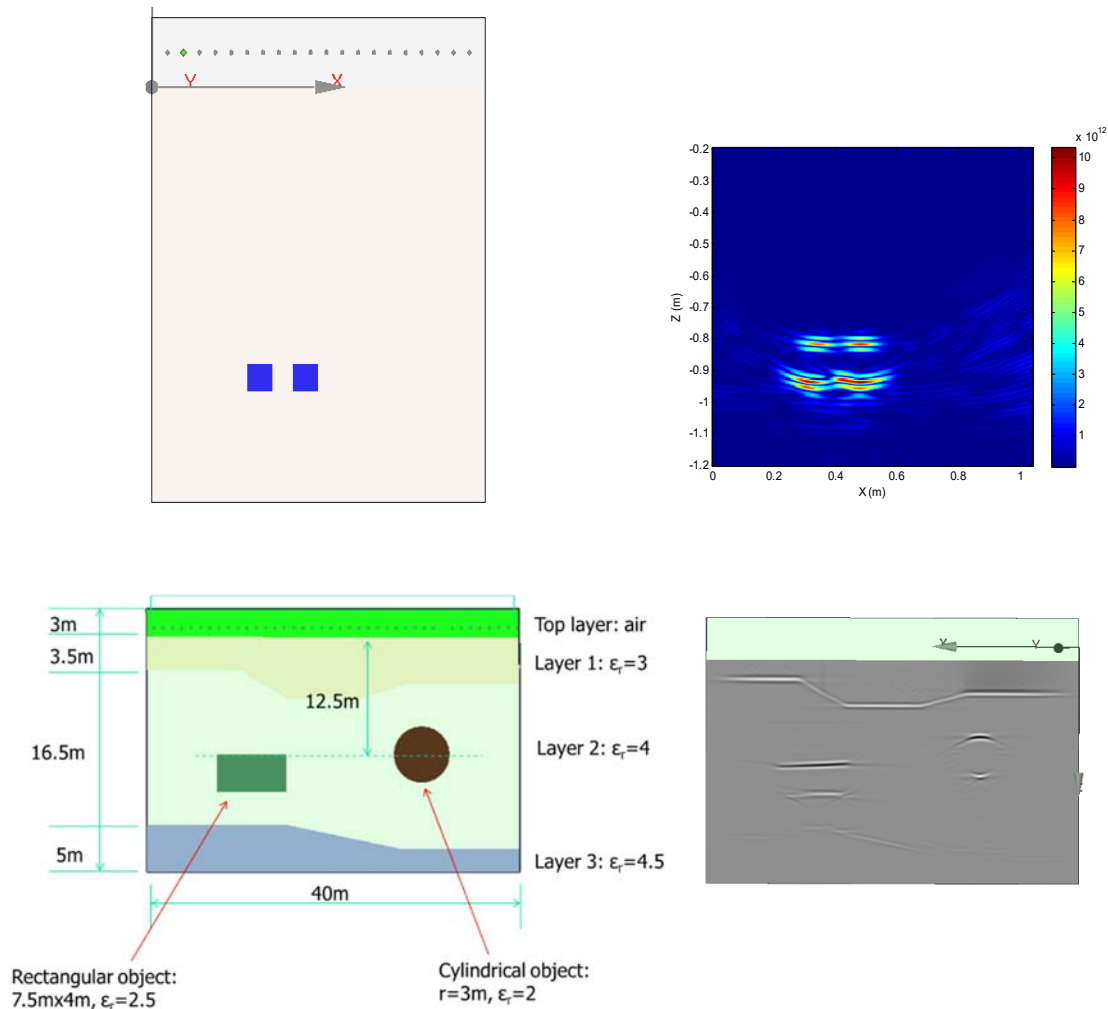 Y X
x 10^12
-0.2
-0.3
-0.4
-0.5
-0.6
-0.7
-0.8
-0.9
-1
-1.1
-1.2
Z (m)
0 0.2 0.4 0.6 0.8 1
X (m)
10
9
8
7
6
5
4
3
2
1
3m
3.5m
16.5m
5m
12.5m
40m
Top layer: air
Layer 1: εr=3
Layer 2: εr=4
Layer 3: εr=4.5
Rectangular object:
7.5mx4m, εr=2.5
Cylindrical object:
r=3m, εr=2
X Y